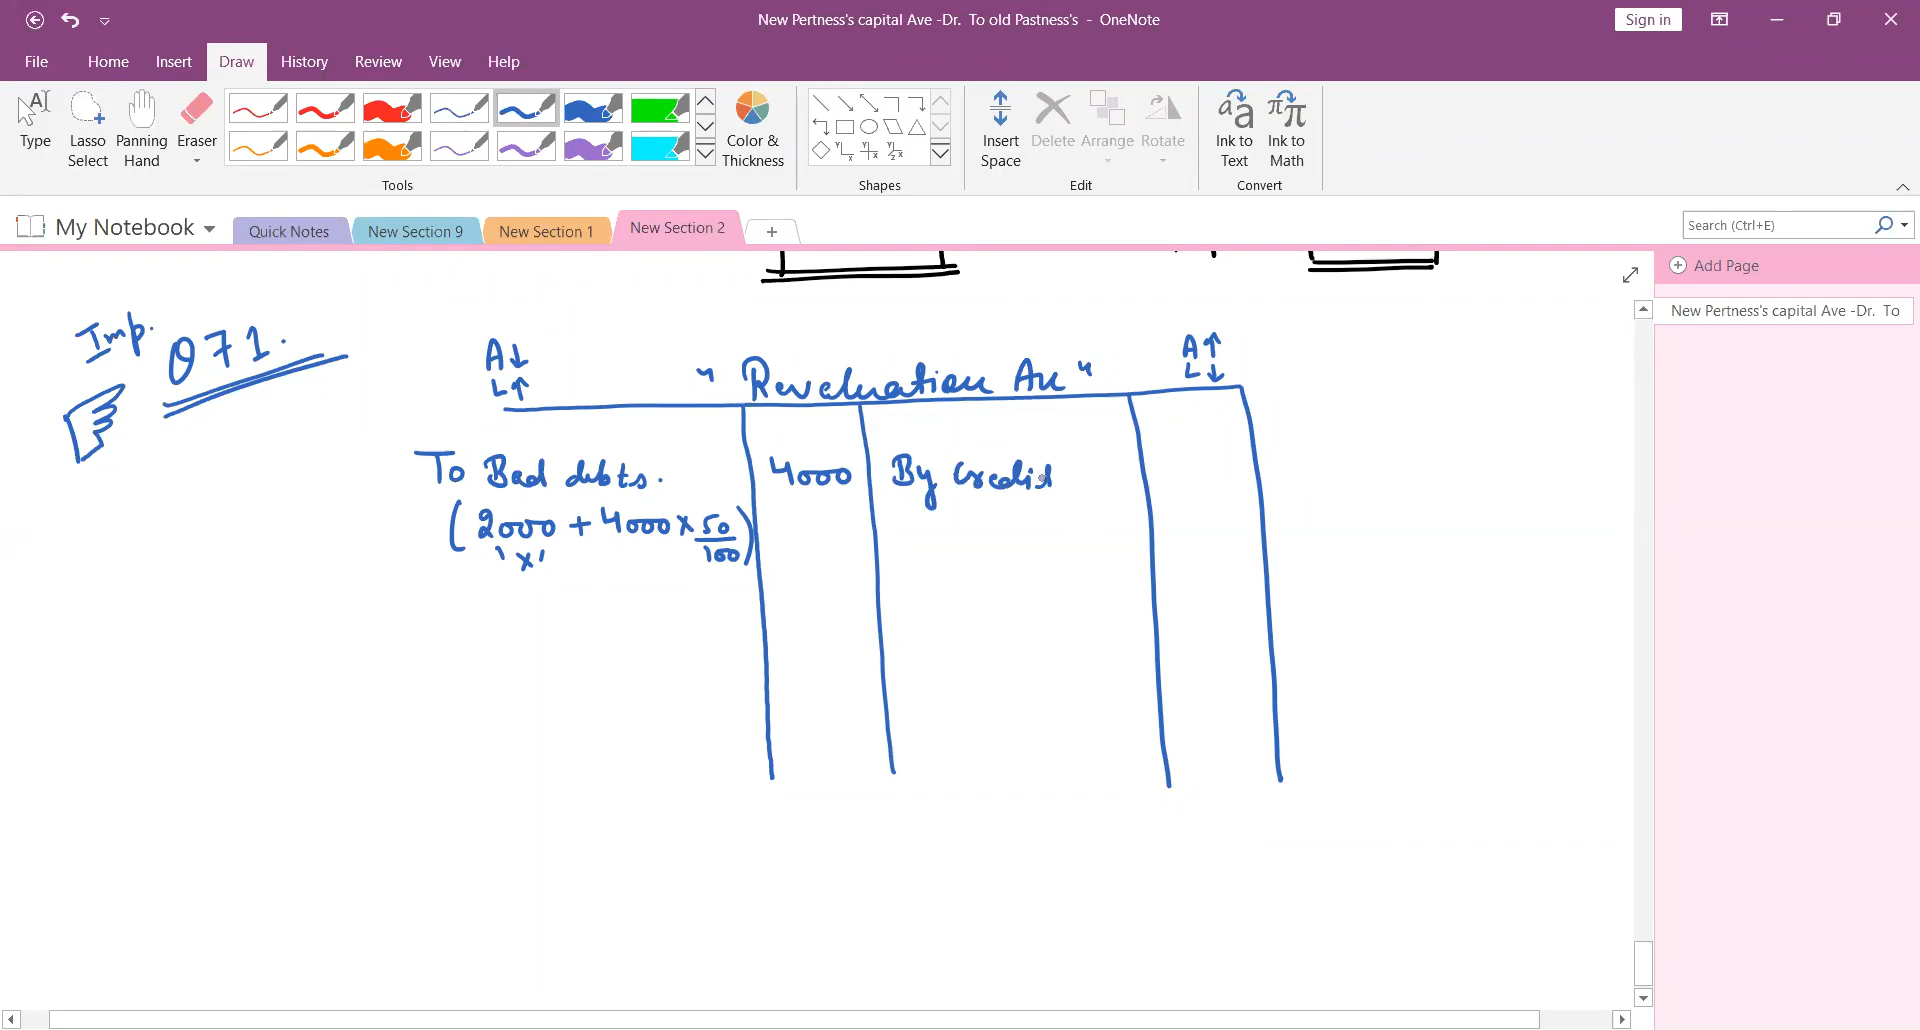 New Pertness's capital Ave -Dr. To old Pastness's - OneNote
Sign in
File Home Insert Draw History Review View Help
Type
Lasso Select
Panning Hand
Eraser
Color & Thickness
Insert Space
Delete
Arrange
Rotate
Ink to Text
Ink to Math
Tools
Shapes
Edit
Convert
My Notebook
Quick Notes
New Section 9
New Section 1
New Section 2
Search (Ctrl+E)
Add Page
New Pertness's capital Ave -Dr. To
Imp.
Q71.
A↓
L↑
" Revaluation A/c "
A↑
L↓
To Bad debts. 4000 By Credit
(2000 + 4000 × 50/100)
'x'